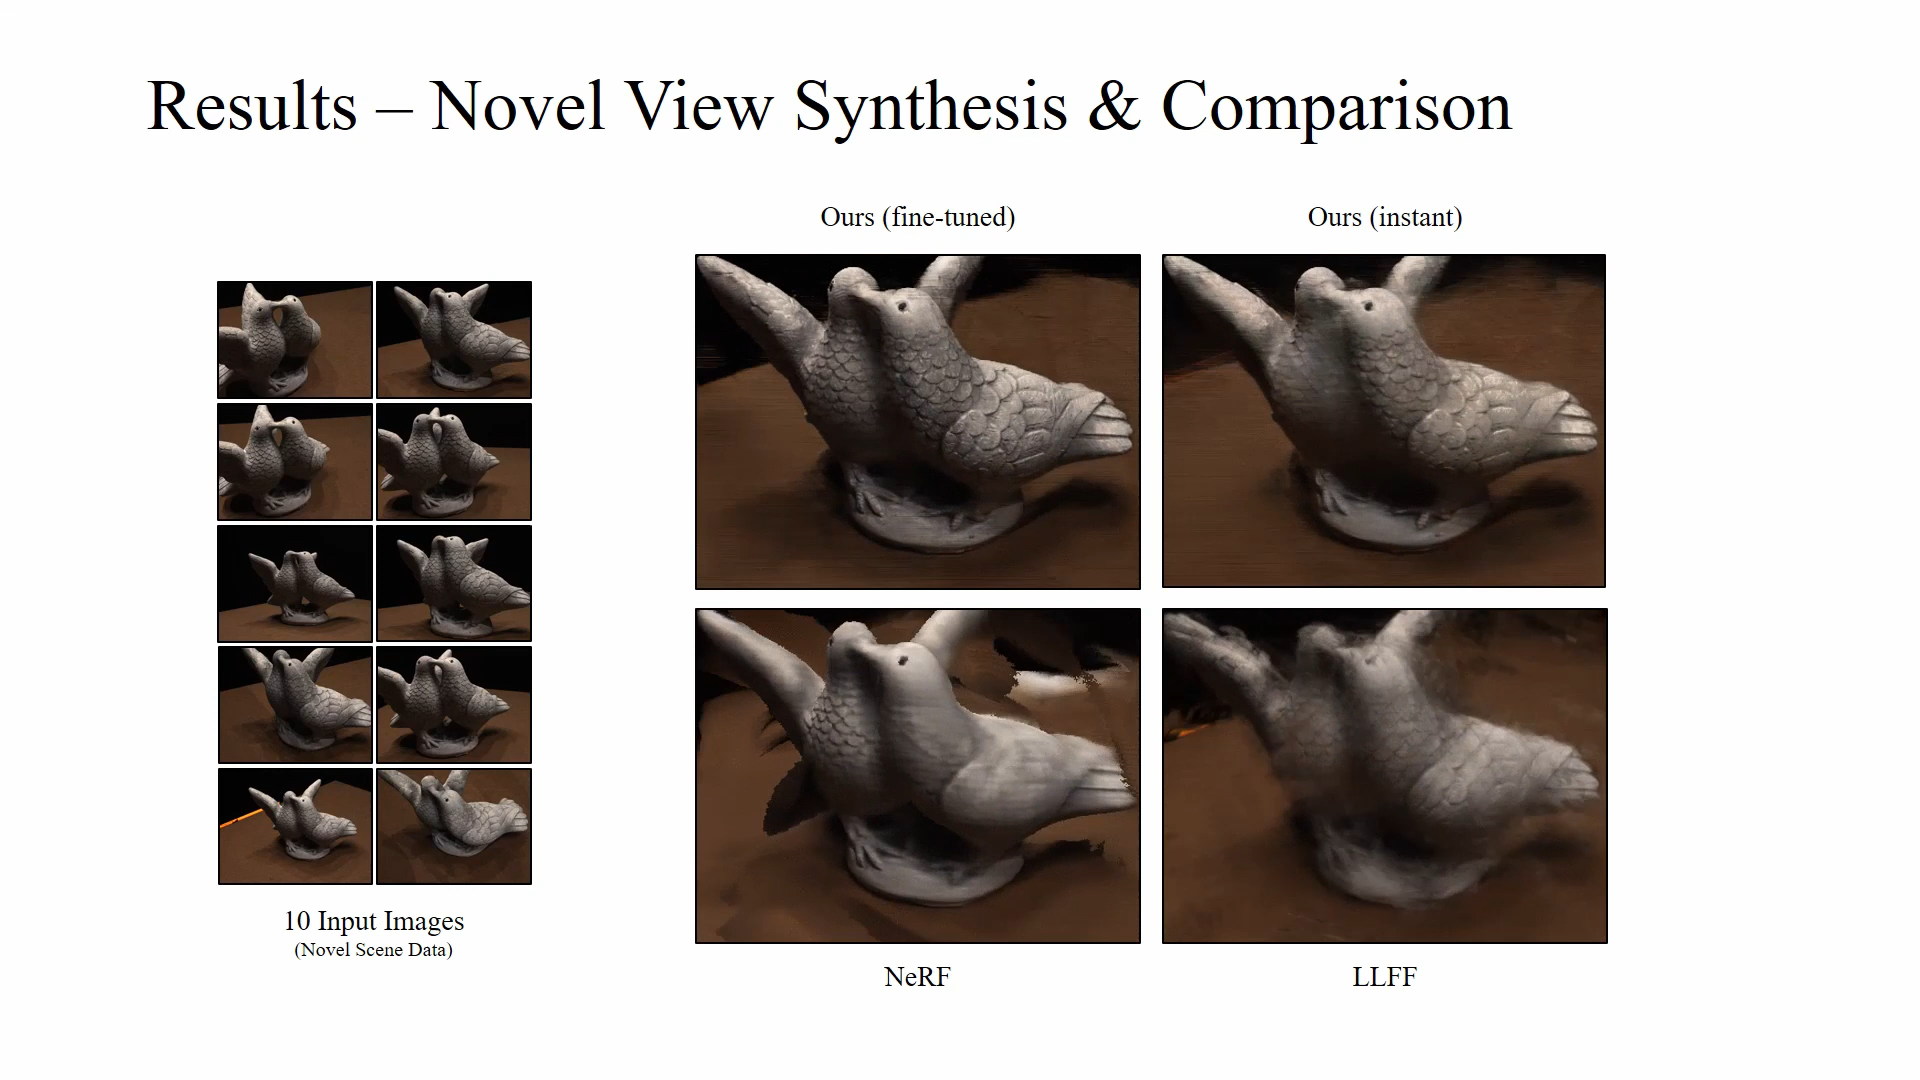 Results – Novel View Synthesis & Comparison
Ours (fine-tuned)
Ours (instant)
10 Input Images
(Novel Scene Data)
NeRF
LLFF